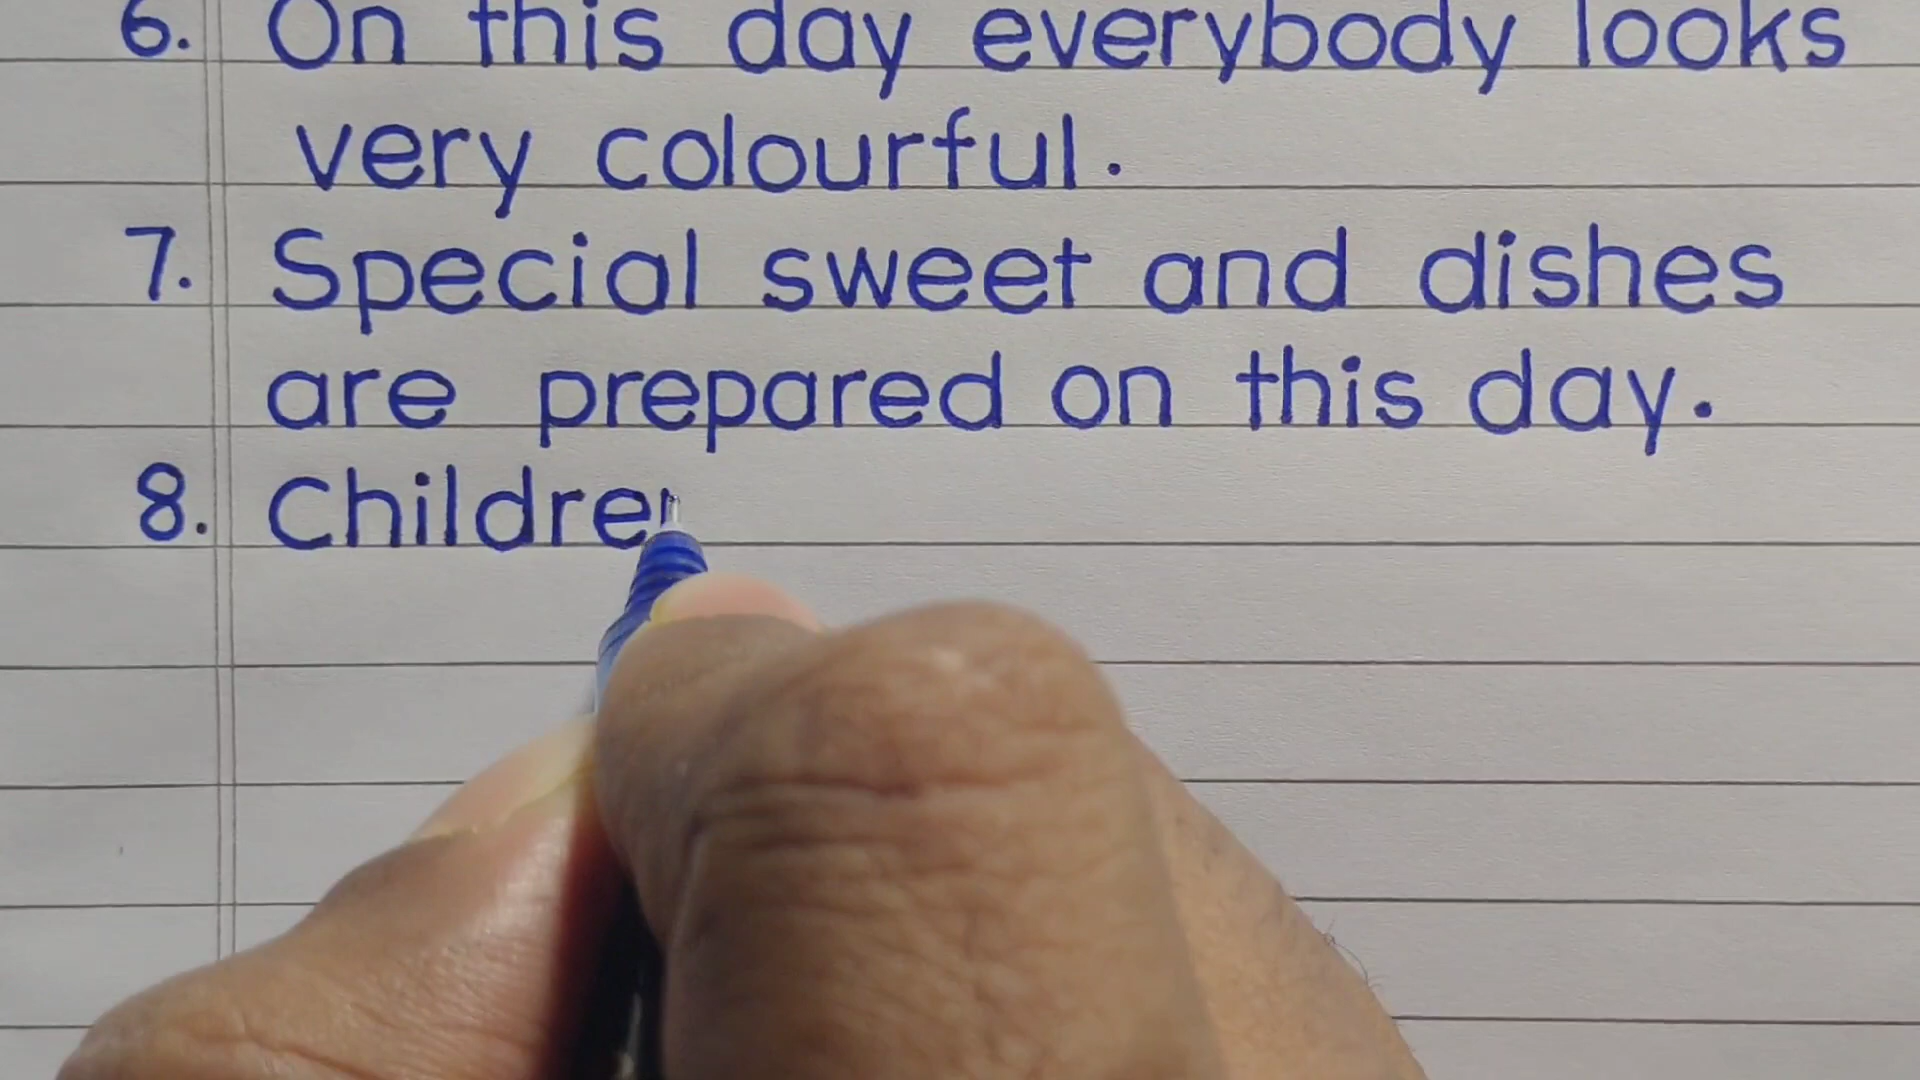 6. On this day everybody looks
very colourful.
7. Special sweet and dishes
are prepared on this day.
8. Childre